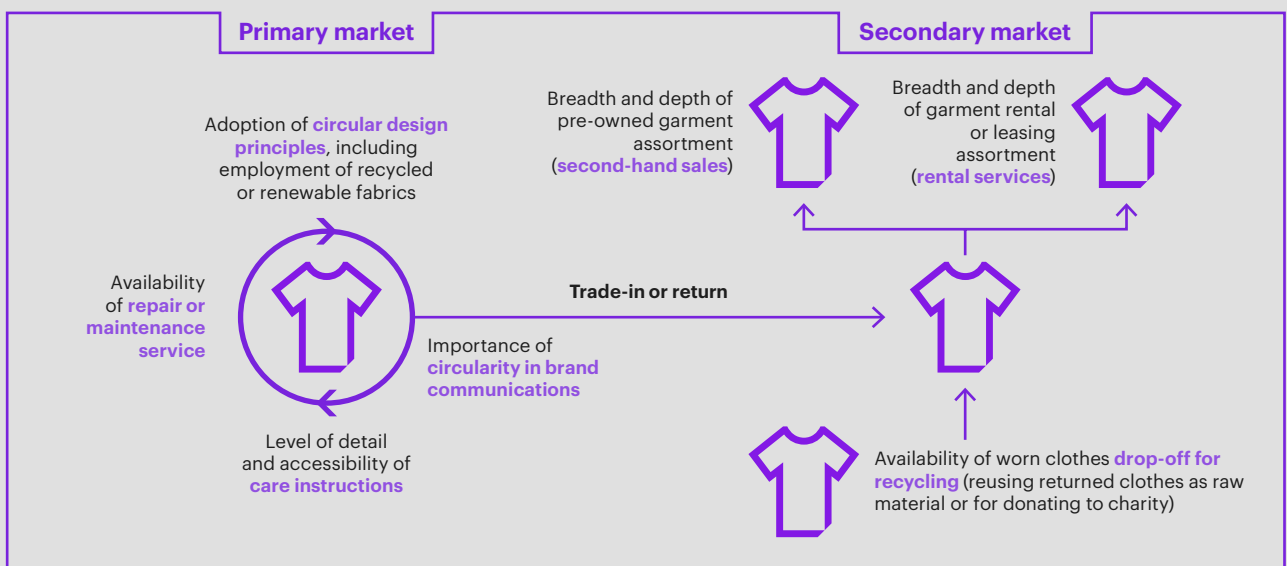 Primary market
Secondary market
Adoption of circular design
principles, including
employment of recycled
or renewable fabrics
Availability
of repair or
maintenance
service
Level of detail
and accessibility of
care instructions
Importance of
circularity in brand
communications
Trade-in or return
Breadth and depth of
pre-owned garment
assortment
(second-hand sales)
Breadth and depth
of garment rental
or leasing
assortment
(rental services)
Availability of worn clothes drop-off for
recycling (reusing returned clothes as raw
material or for donating to charity)